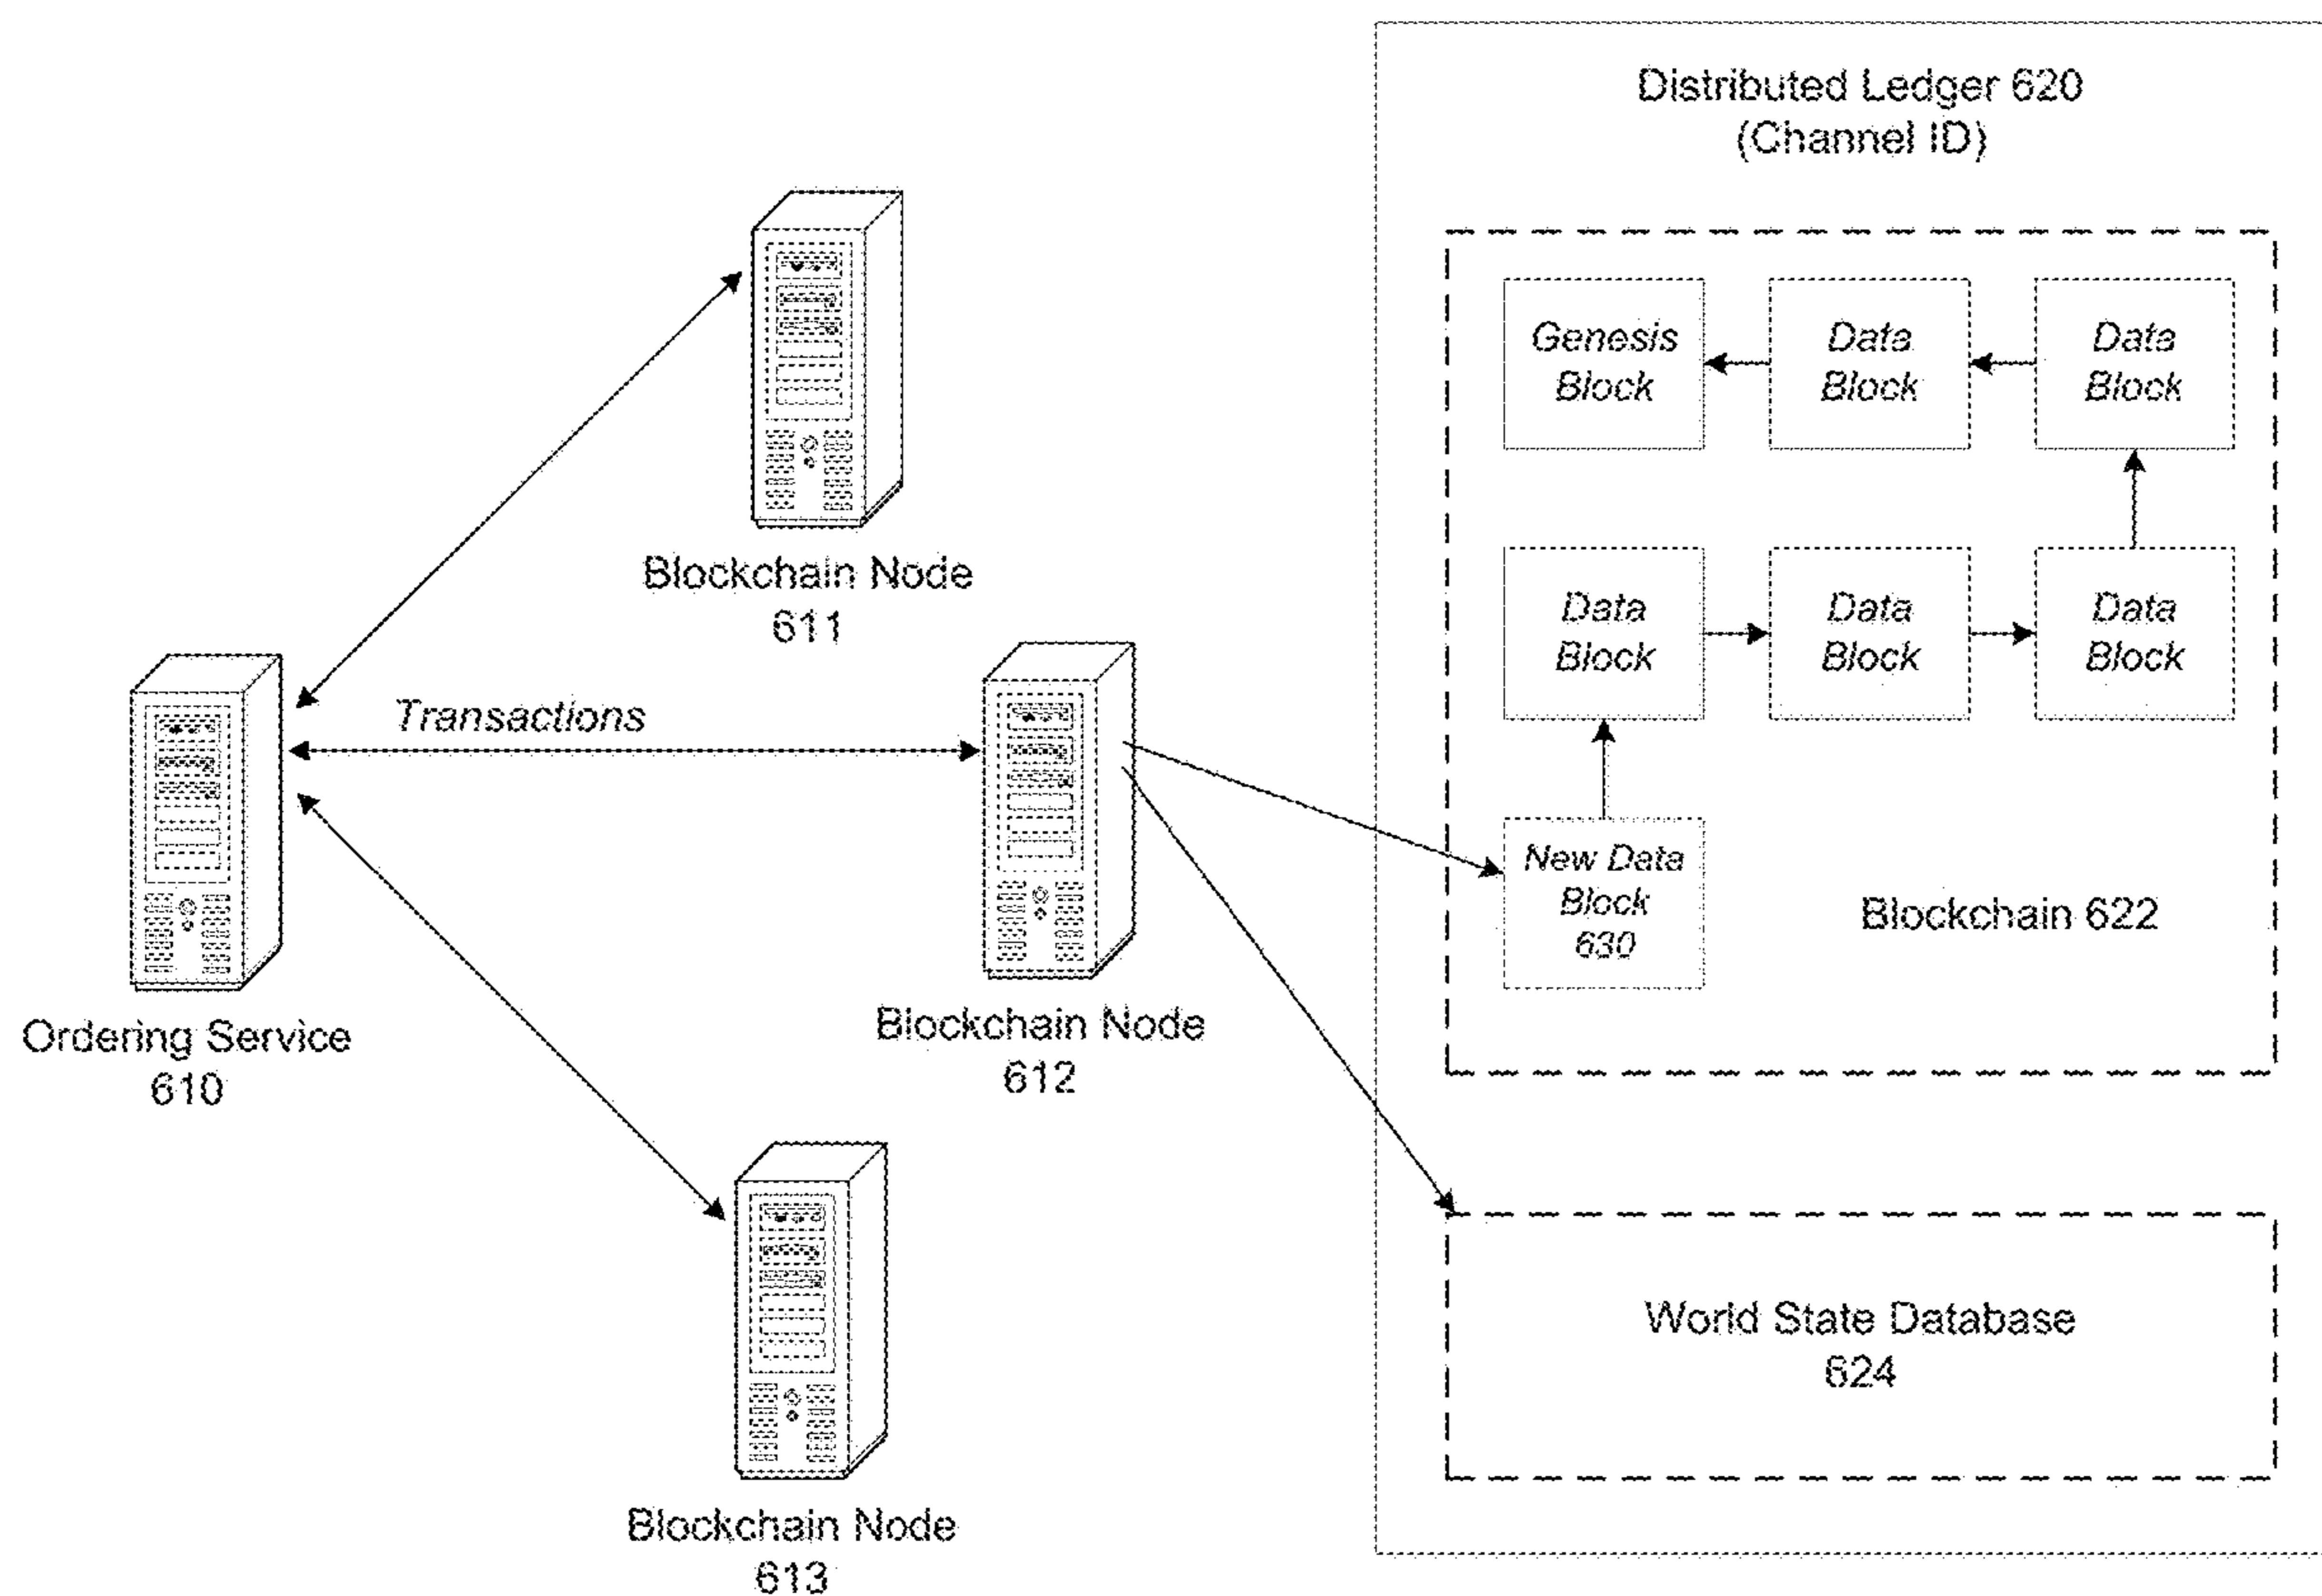 Distributed Ledger 620
(Channel ID)
Genesis
Block
Data
Block
Data
Block
Blockchain Node
611
Data
Block
Data
Block
Data
Block
Transactions
New Data
Block
630
Blockchain 622
Ordering Service
610
Blockchain Node
612
World State Database
624
Blockchain Node
613